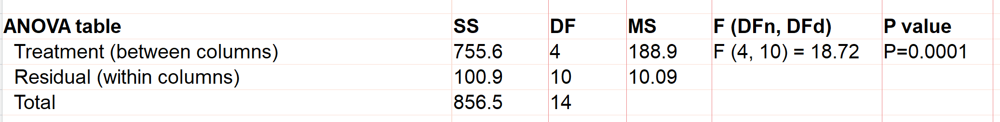 ANOVA table SS DF MS F (DFn, DFd) P value
Treatment (between columns) 755.6 4 188.9 F (4, 10) = 18.72 P=0.0001
Residual (within columns) 100.9 10 10.09
Total 856.5 14